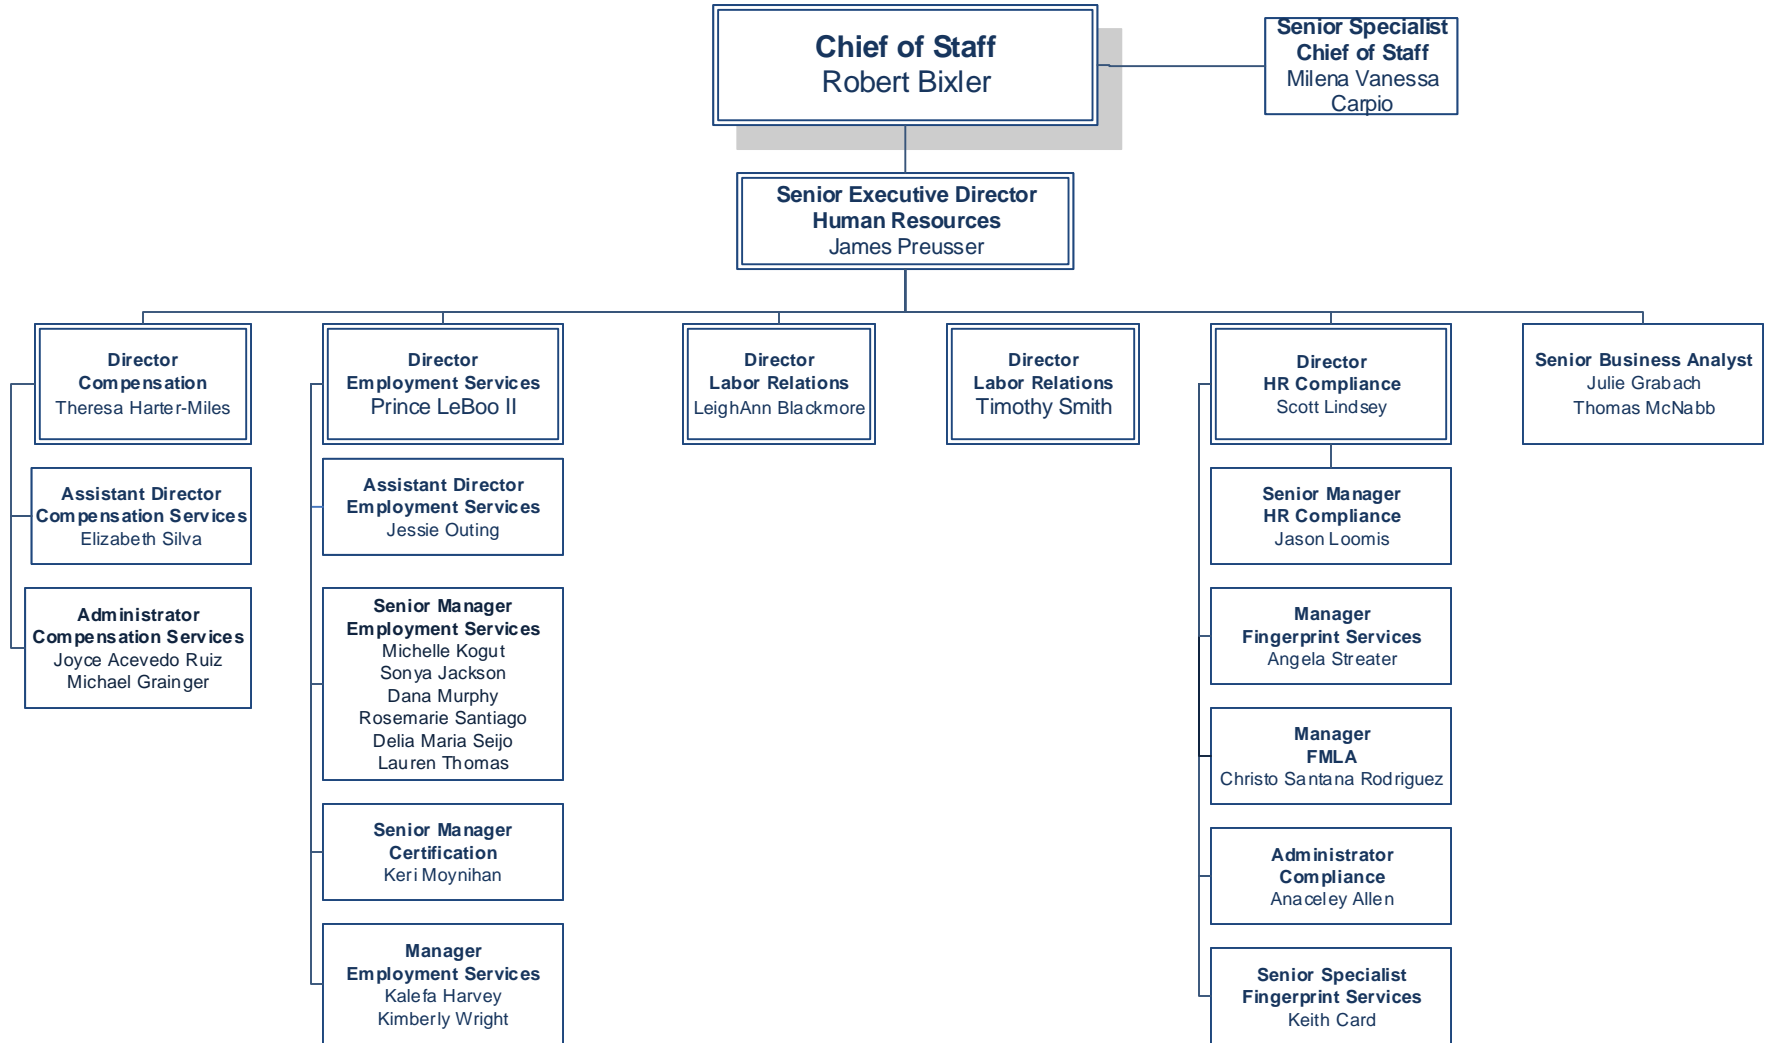 Chief of Staff
Robert Bixler
Senior Specialist
Chief of Staff
Milena Vanessa
Carpio
Senior Executive Director
Human Resources
James Preusser
Director
Compensation
Theresa Harter-Miles
Assistant Director
Compensation Services
Elizabeth Silva
Administrator
Compensation Services
Joyce Acevedo Ruiz
Michael Grainger
Director
Employment Services
Prince LeBoo II
Assistant Director
Employment Services
Jessie Outing
Senior Manager
Employment Services
Michelle Kogut
Sonya Jackson
Dana Murphy
Rosemarie Santiago
Delia Maria Seijo
Lauren Thomas
Senior Manager
Certification
Keri Moynihan
Manager
Employment Services
Kalefa Harvey
Kimberly Wright
Director
Labor Relations
LeighAnn Blackmore
Director
Labor Relations
Timothy Smith
Director
HR Compliance
Scott Lindsey
Senior Manager
HR Compliance
Jason Loomis
Manager
Fingerprint Services
Angela Streater
Manager
FMLA
Christo Santana Rodriguez
Administrator
Compliance
Anaceley Allen
Senior Specialist
Fingerprint Services
Keith Card
Senior Business Analyst
Julie Grabach
Thomas McNabb